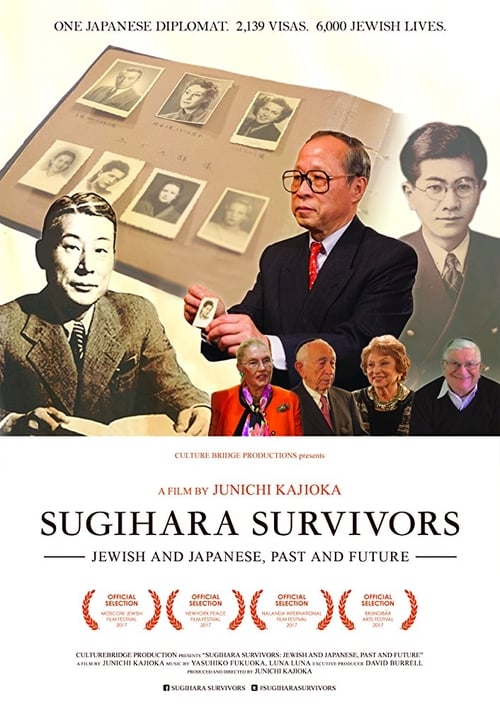 ONE JAPANESE DIPLOMAT. 2,139 VISAS. 6,000 JEWISH LIVES.
CULTURE BRIDGE PRODUCTIONS presents
A FILM BY JUNICHI KAJIOKA
SUGIHARA SURVIVORS
JEWISH AND JAPANESE, PAST AND FUTURE
OFFICIAL
SELECTION
MOSCOW JEWISH
FILM FESTIVAL
2017
OFFICIAL
SELECTION
NEW YORK PEACE
FILM FESTIVAL
2017
OFFICIAL
SELECTION
NALANDA INTERNATIONAL
FILM FESTIVAL
2017
OFFICIAL
SELECTION
BRUNCIBÁR
ARTS FESTIVAL
2017
CULTUREBRIDGE PRODUCTION PRESENTS "SUGIHARA SURVIVORS: JEWISH AND JAPANESE, PAST AND FUTURE"
A FILM BY JUNICHI KAJIOKA MUSIC BY YASUHIKO FUKUOKA, LUNA LUNA EXCUTIVE PRODUCER DAVID BURRELL
PRODUCED AND DIRECTED BY JUNICHI KAJIOKA
SUGIHARA SURVIVORS #SUGIHARASURVIVORS